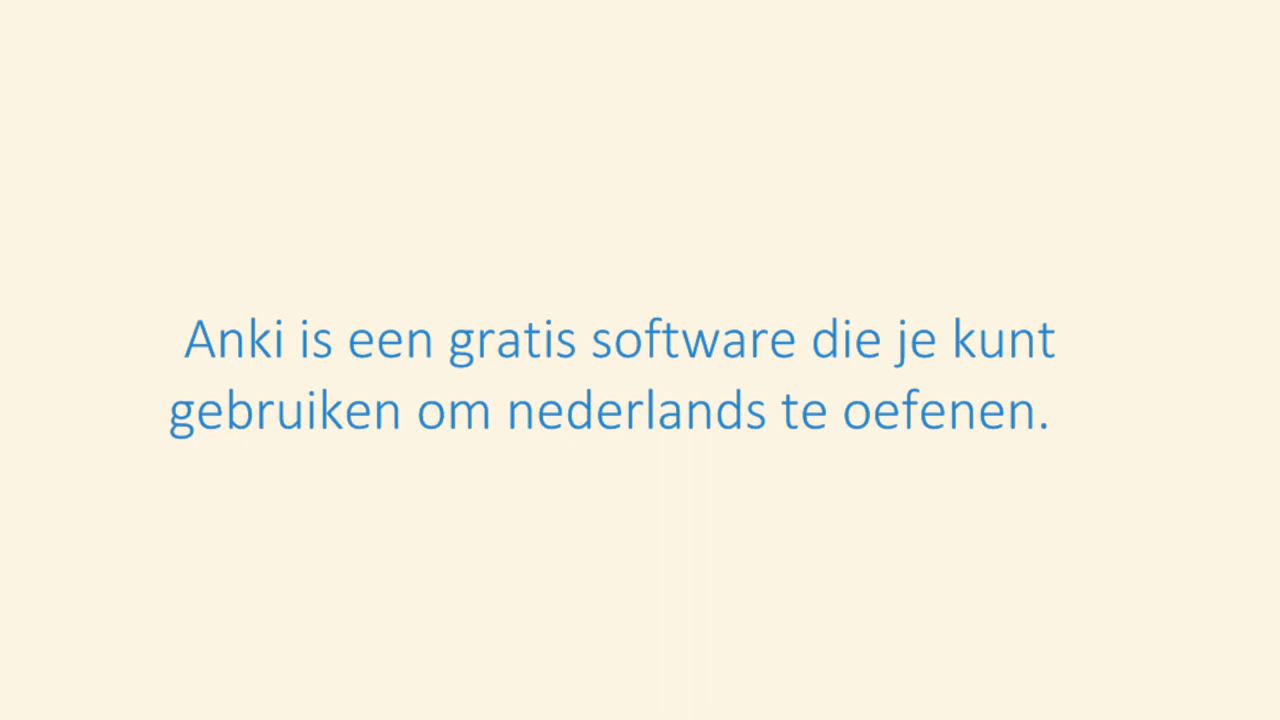 Anki is een gratis software die je kunt
gebruiken om nederlands te oefenen.